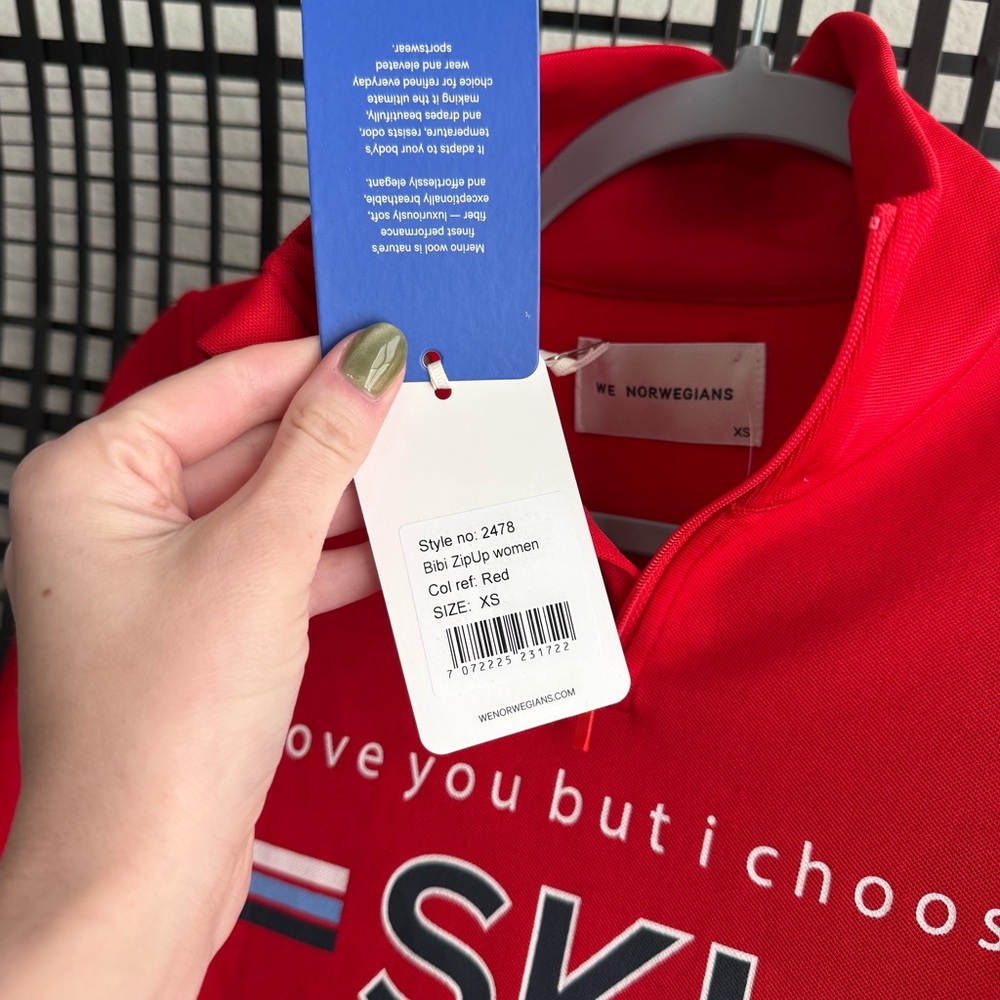 Merino wool is nature's
finest performance
fiber — luxuriously soft,
exceptionally breathable,
and effortlessly elegant.
It adapts to your body's
temperature, resists odor,
and drapes beautifully,
making it the ultimate
choice for refined everyday
wear and elevated
sportswear.
WE NORWEGIANS
XS
Style no: 2478
Bibi ZipUp women
Col ref: Red
SIZE: XS
7 072225 231722
WENORWEGIANS.COM
ove you but i choos
SKI